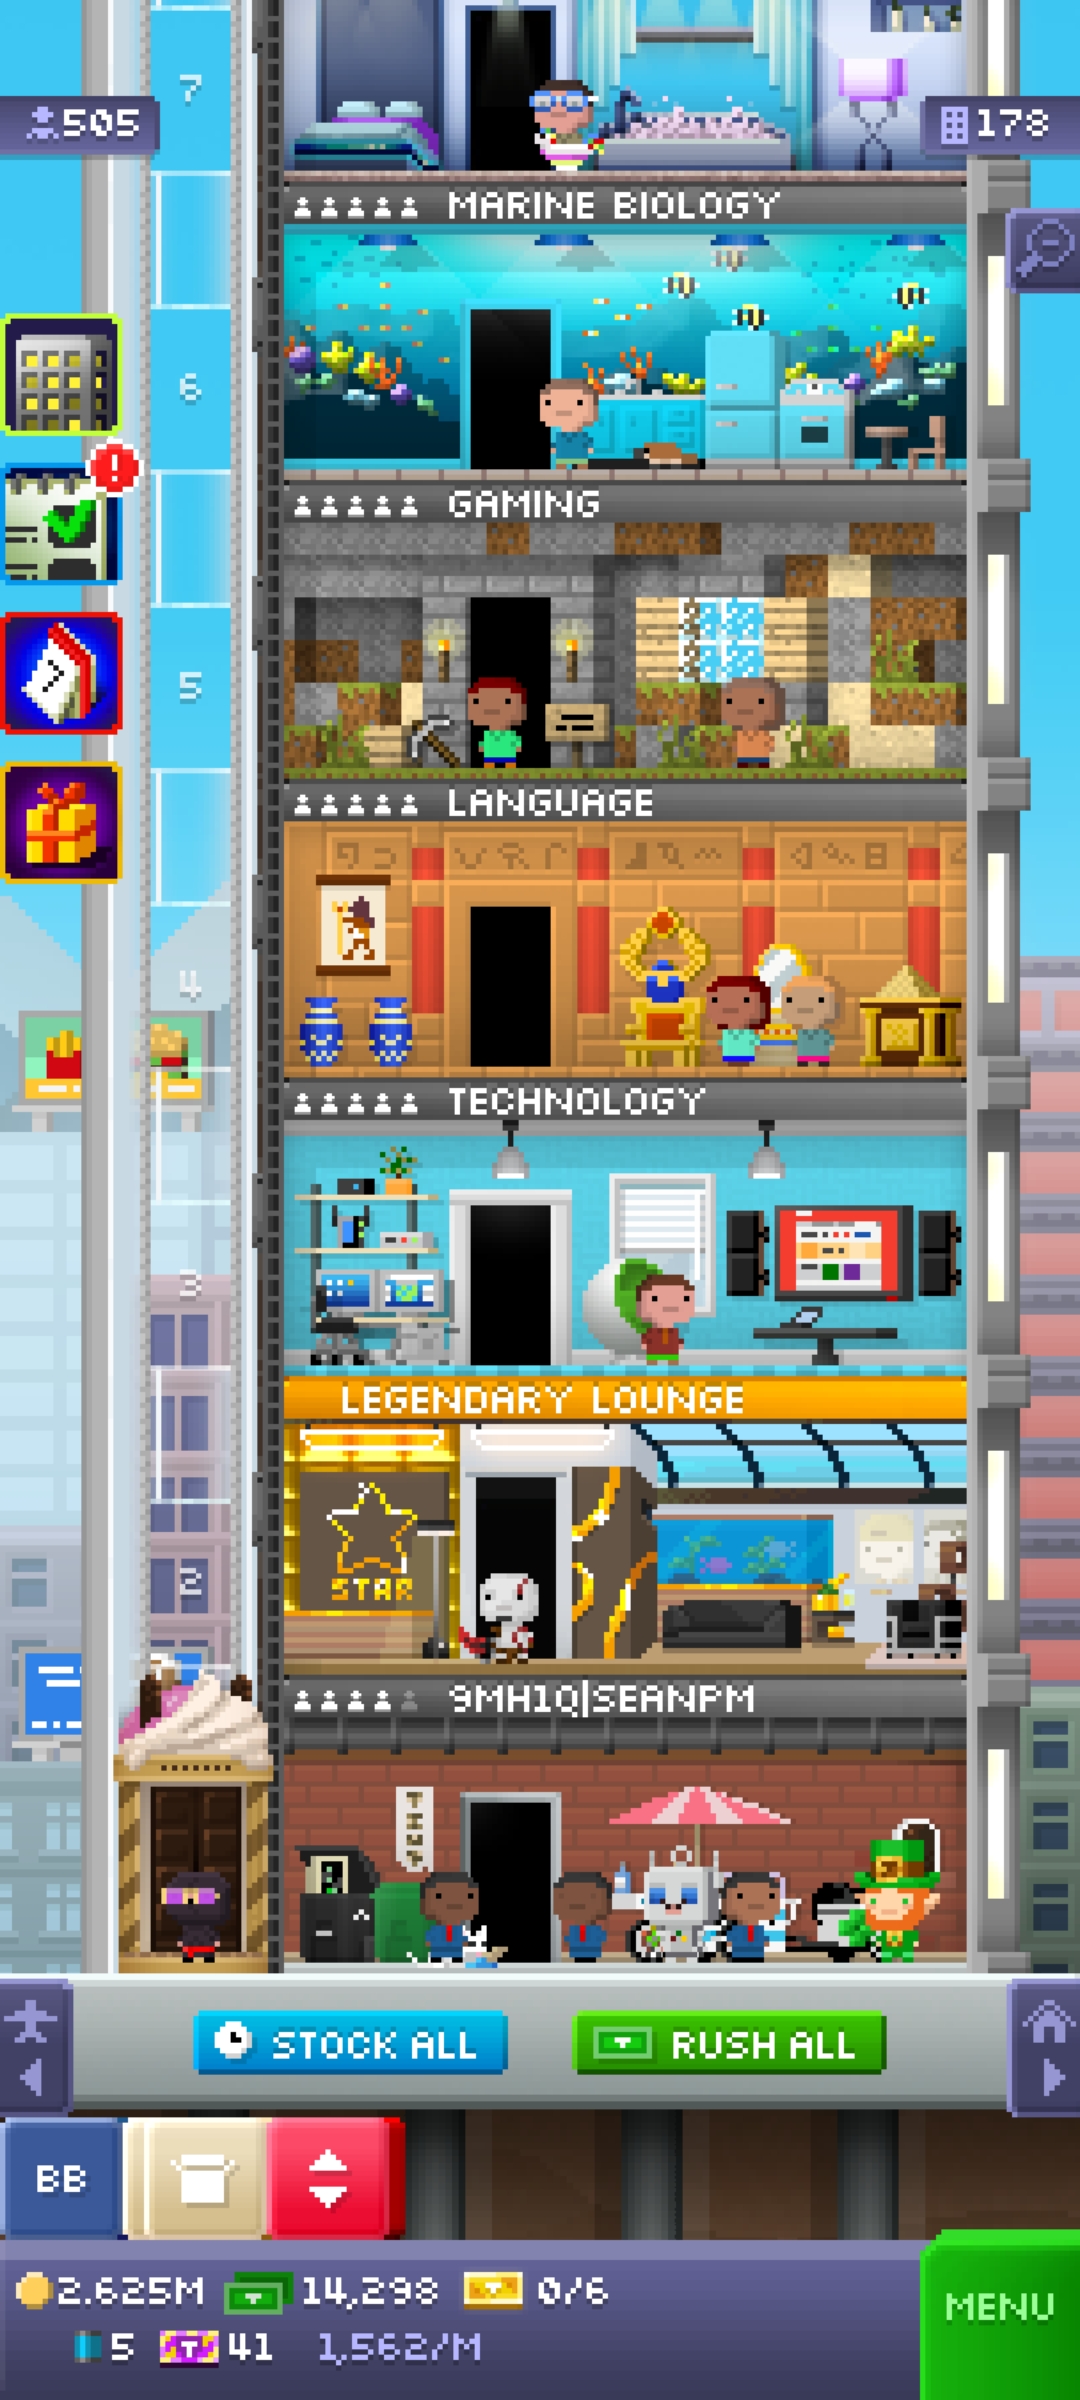 7
505
178
MARINE BIOLOGY
6
GAMING
5
LANGUAGE
4
TECHNOLOGY
3
LEGENDARY LOUNGE
STAR
2
9MH1Q|SEANPM
TINY
STOCK ALL
RUSH ALL
BB
2.625M 14,298 0/6
5 41 1,562/M
MENU